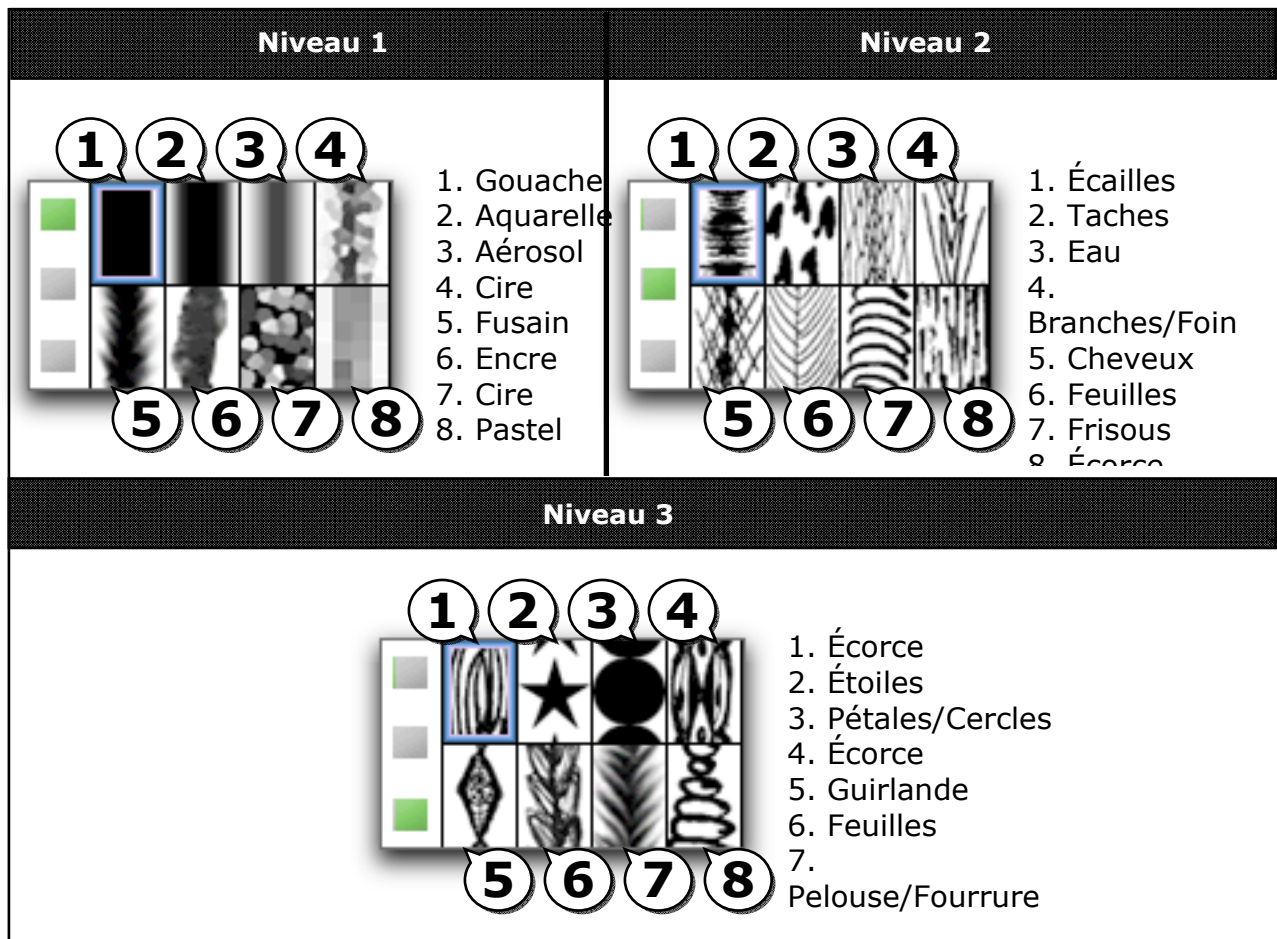 Niveau 1
1 2 3 4
5 6 7 8
1. Gouache
2. Aquarelle
3. Aérosol
4. Cire
5. Fusain
6. Encre
7. Cire
8. Pastel
Niveau 2
1 2 3 4
5 6 7 8
1. Écailles
2. Taches
3. Eau
4.
Branches/Foin
5. Cheveux
6. Feuilles
7. Frisous
8. Écorce
Niveau 3
1 2 3 4
5 6 7 8
1. Écorce
2. Étoiles
3. Pétales/Cercles
4. Écorce
5. Guirlande
6. Feuilles
7.
Pelouse/Fourrure